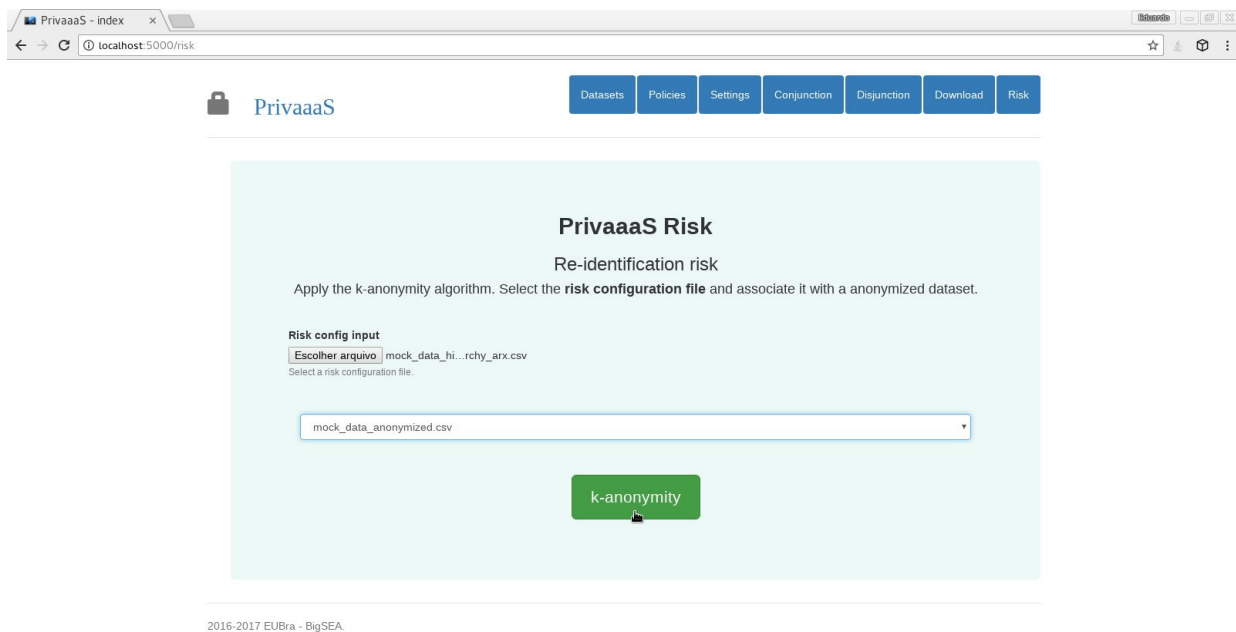 PrivaaaS - index
Eduardo
localhost:5000/risk
PrivaaaS
Datasets
Policies
Settings
Conjunction
Disjunction
Download
Risk
PrivaaaS Risk
Re-identification risk
Apply the k-anonymity algorithm. Select the risk configuration file and associate it with a anonymized dataset.
Risk config input
Escolher arquivo mock_data_hi...rchy_arx.csv
Select a risk configuration file.
mock_data_anonymized.csv
k-anonymity
2016-2017 EUBra - BigSEA.